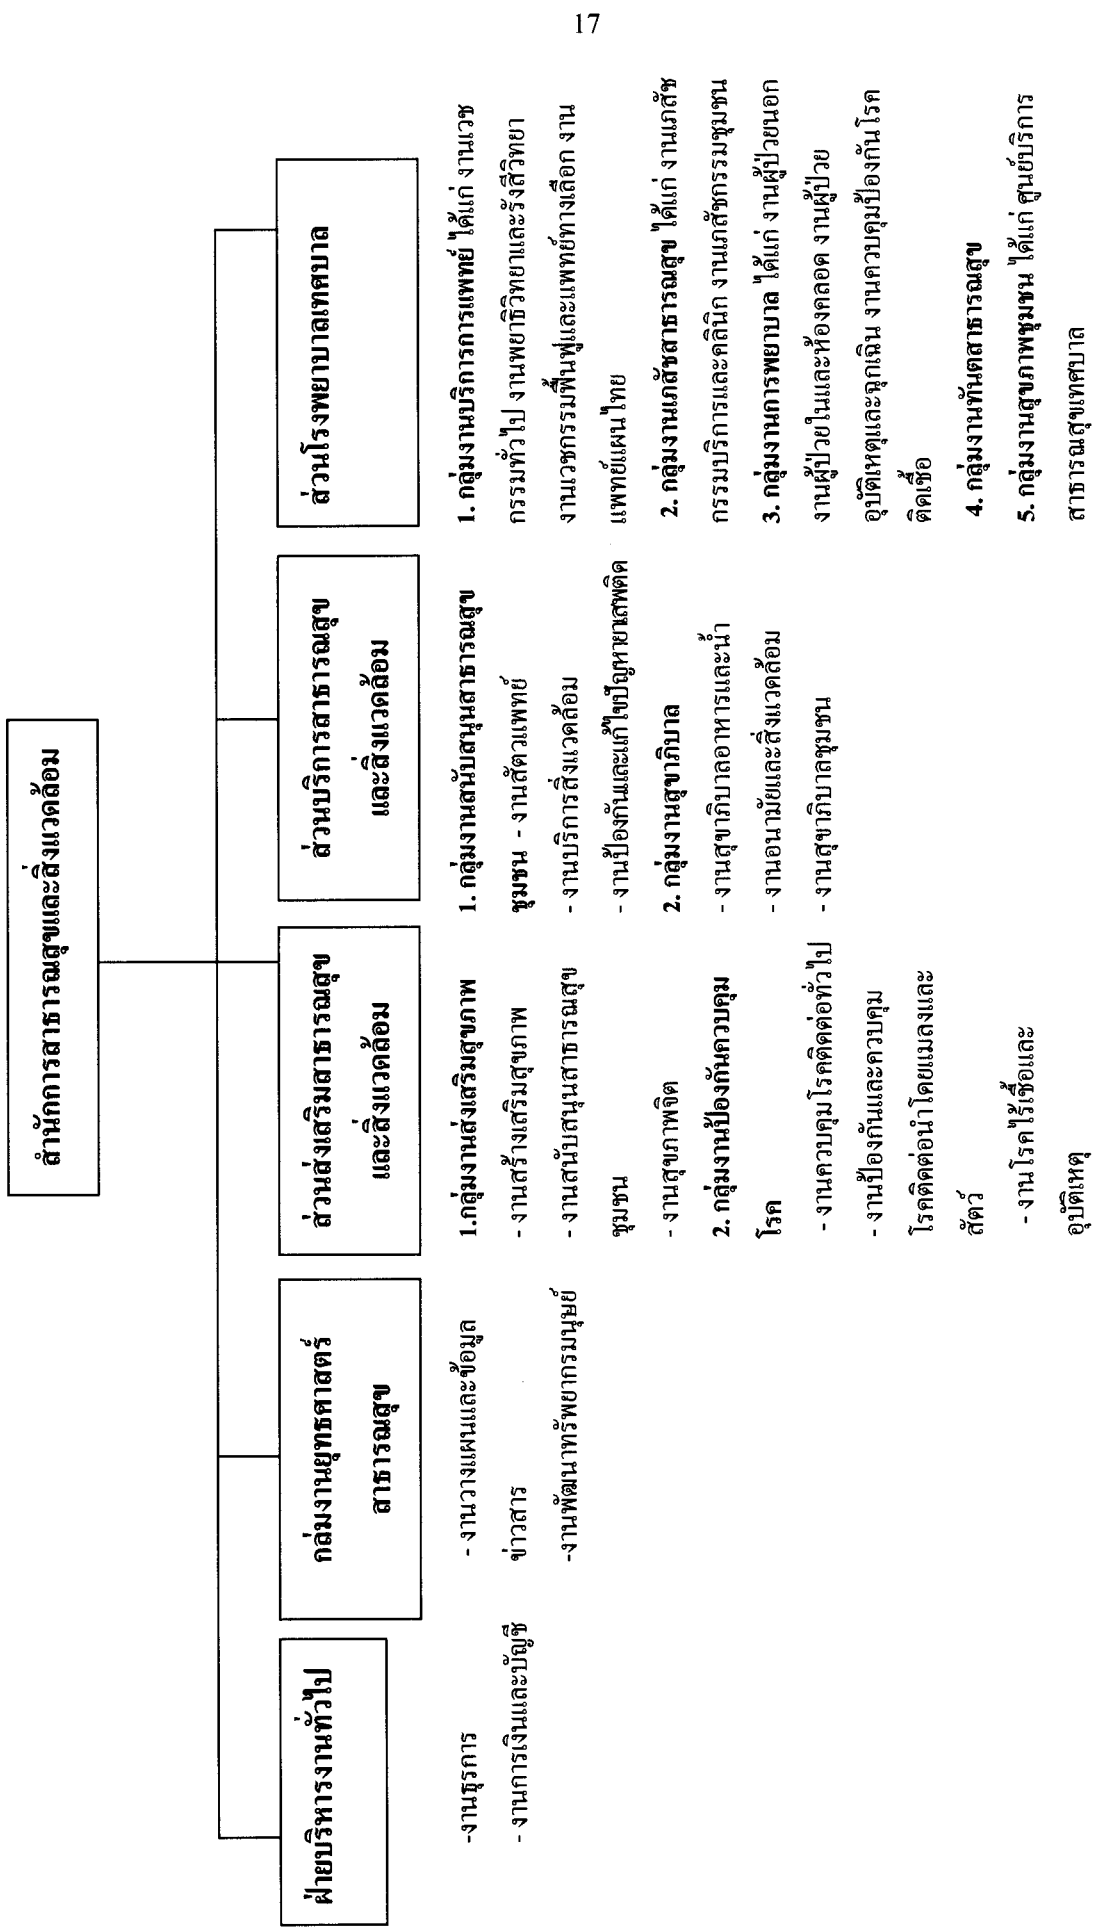 17
สำนักการสาธารณสุขและสิ่งแวดล้อม
ฝ่ายบริหารงานทั่วไป
-งานธุรการ
- งานการเงินและบัญชี
กลุ่มงานยุทธศาสตร์
สาธารณสุข
- งานวางแผนและข้อมูล
ข่าวสาร
-งานพัฒนาทรัพยากรมนุษย์
ส่วนส่งเสริมสาธารณสุข
และสิ่งแวดล้อม
1.กลุ่มงานส่งเสริมสุขภาพ
- งานสร้างเสริมสุขภาพ
- งานสนับสนุนสาธารณสุข
ชุมชน
- งานสุขภาพจิต
2. กลุ่มงานป้องกันควบคุม
โรค
- งานควบคุมโรคติดต่อทั่วไป
- งานป้องกันและควบคุม
โรคติดต่อนำโดยแมลงและ
สัตว์
- งานโรคไร้เชื้อและ
อุบัติเหตุ
ส่วนบริการสาธารณสุข
และสิ่งแวดล้อม
1. กลุ่มงานสนับสนุนสาธารณสุข
ชุมชน - งานสัตวแพทย์
- งานบริการสิ่งแวดล้อม
- งานป้องกันและแก้ไขปัญหายาเสพติด
2. กลุ่มงานสุขาภิบาล
- งานสุขาภิบาลอาหารและน้ำ
- งานอนามัยและสิ่งแวดล้อม
- งานสุขาภิบาลชุมชน
ส่วนโรงพยาบาลเทศบาล
1. กลุ่มงานบริการการแพทย์ ได้แก่ งานเวช
กรรมทั่วไป งานพยาธิวิทยาและรังสีวิทยา
งานเวชกรรมฟื้นฟูและแพทย์ทางเลือก งาน
แพทย์แผนไทย
2. กลุ่มงานเภสัชสาธารณสุข ได้แก่ งานเภสัช
กรรมบริการและคลินิก งานเภสัชกรรมชุมชน
3. กลุ่มงานการพยาบาล ได้แก่ งานผู้ป่วยนอก
งานผู้ป่วยในและห้องคลอด งานผู้ป่วย
อุบัติเหตุและฉุกเฉิน งานควบคุมป้องกันโรค
ติดเชื้อ
4. กลุ่มงานทันตสาธารณสุข
5. กลุ่มงานสุขภาพชุมชน ได้แก่ ศูนย์บริการ
สาธารณสุขเทศบาล